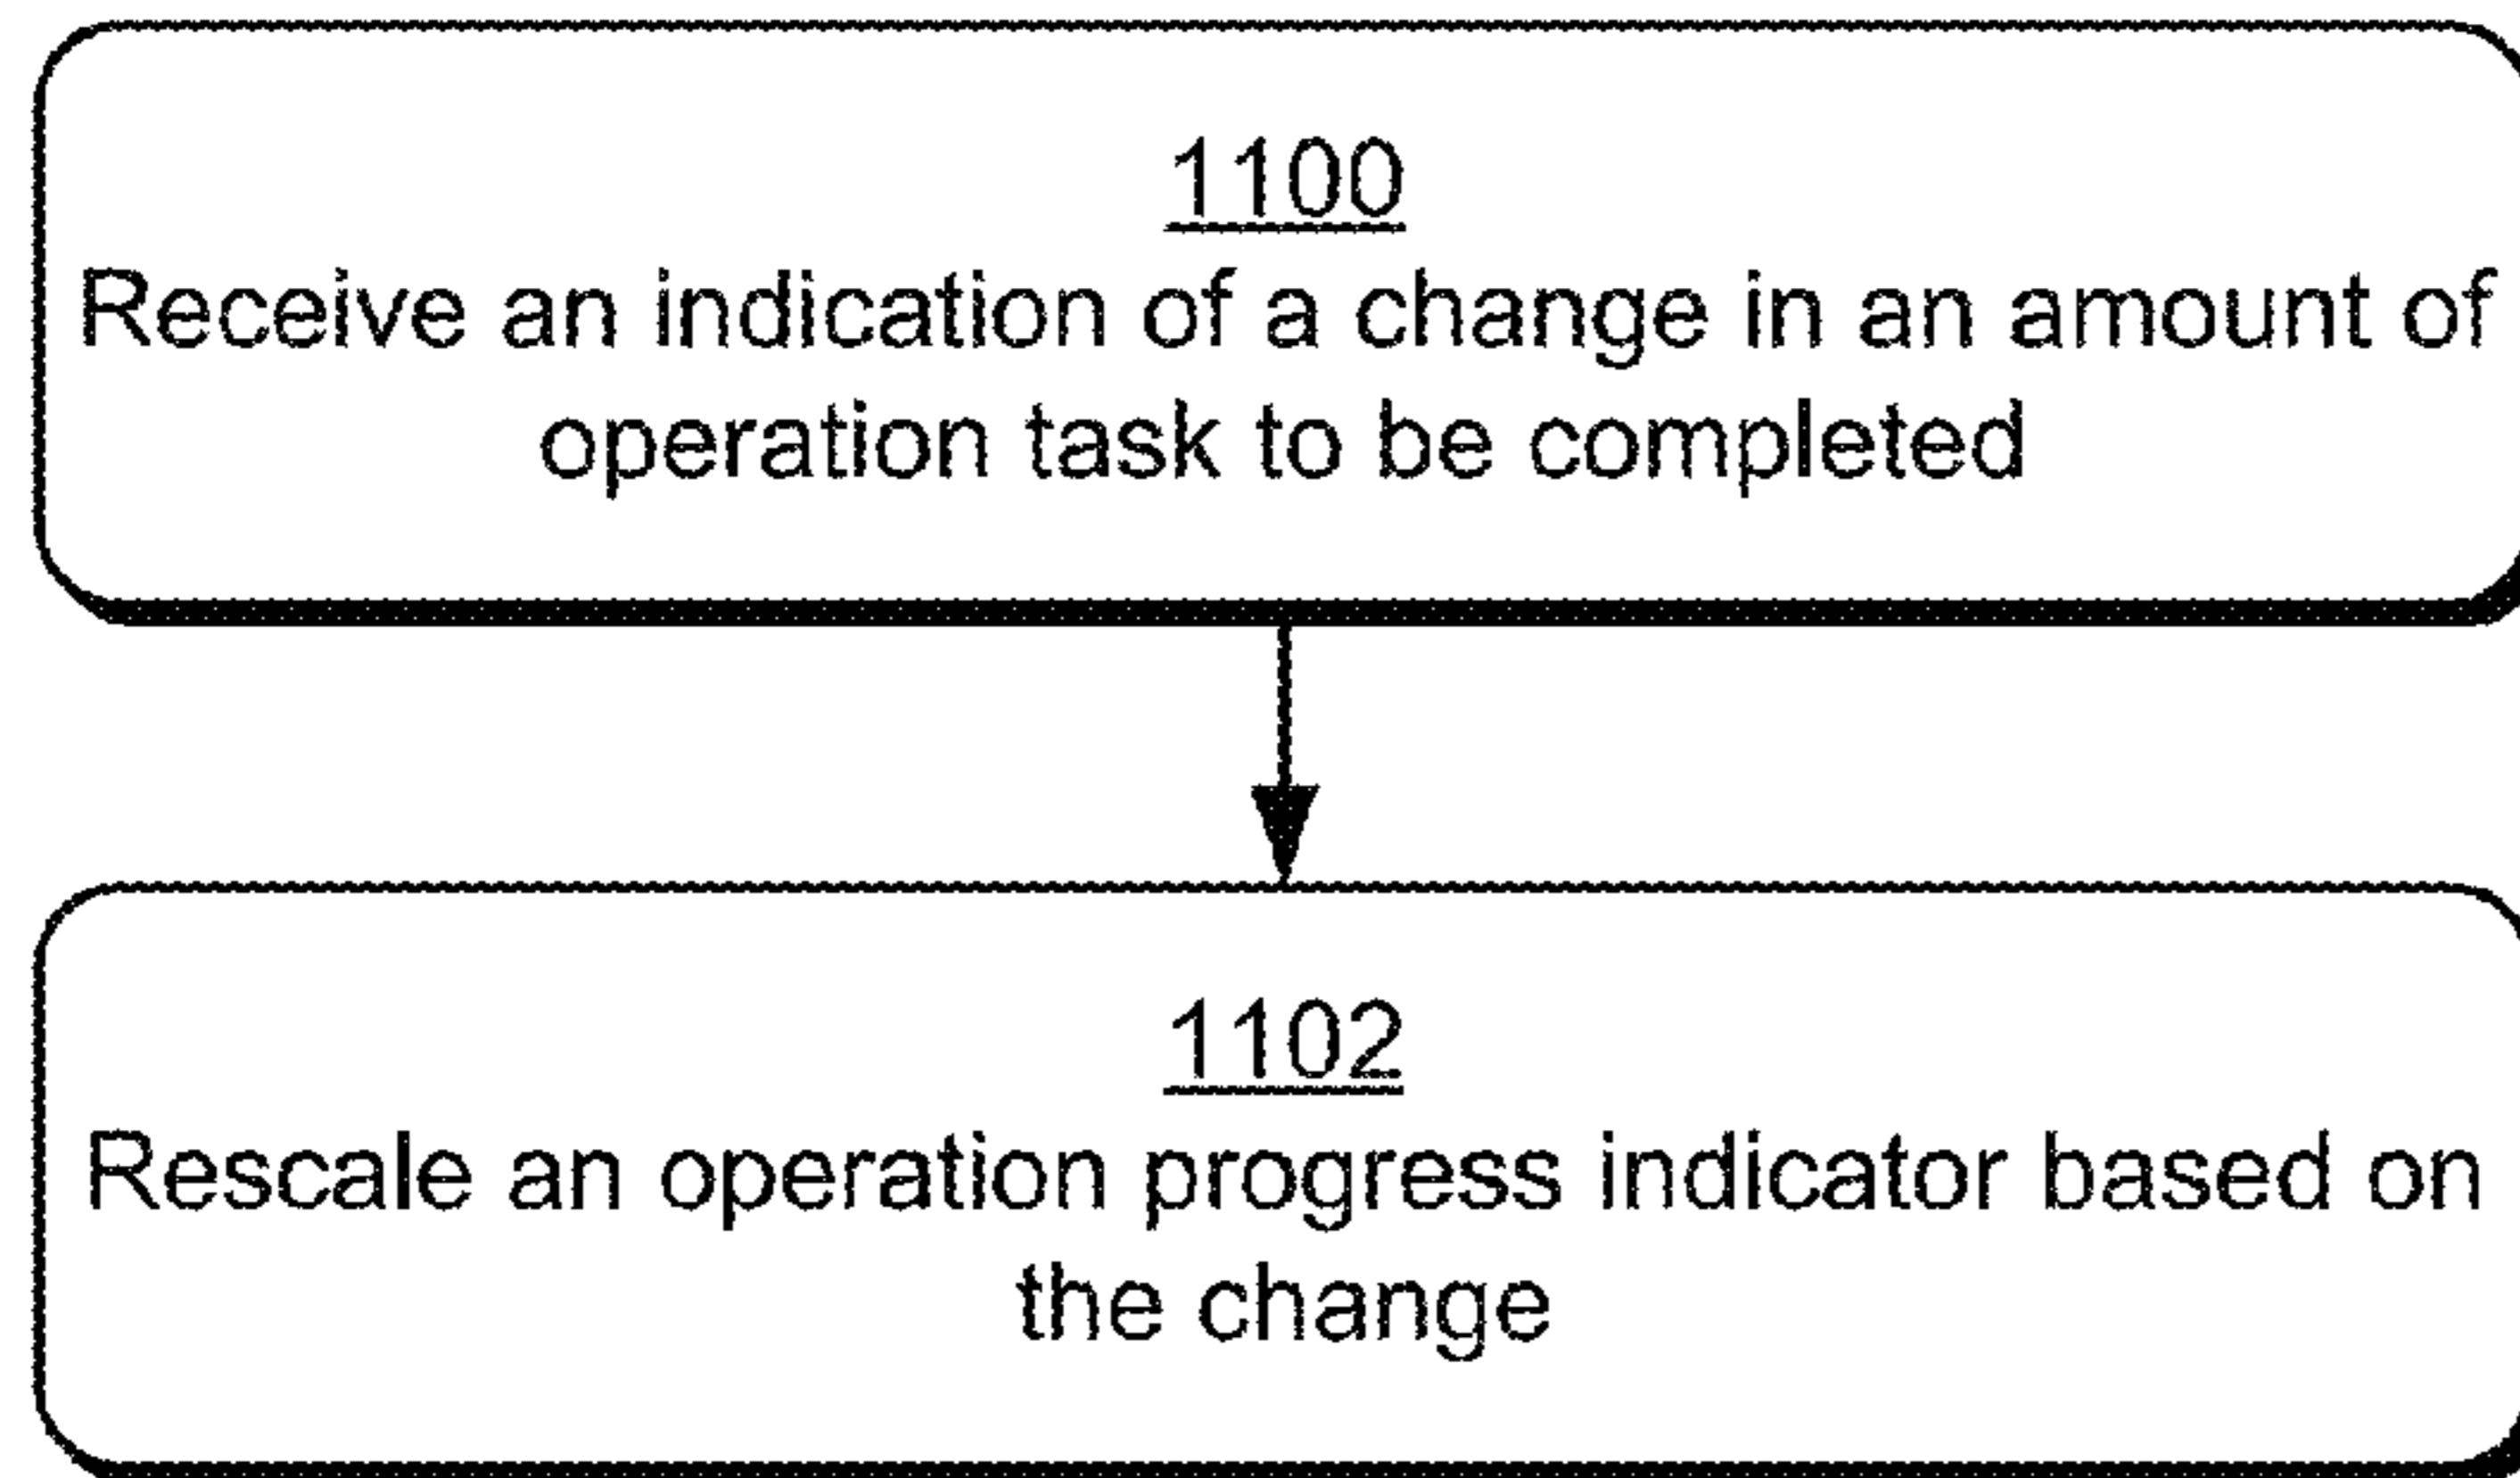 1100
Receive an indication of a change in an amount of
operation task to be completed
1102
Rescale an operation progress indicator based on
the change